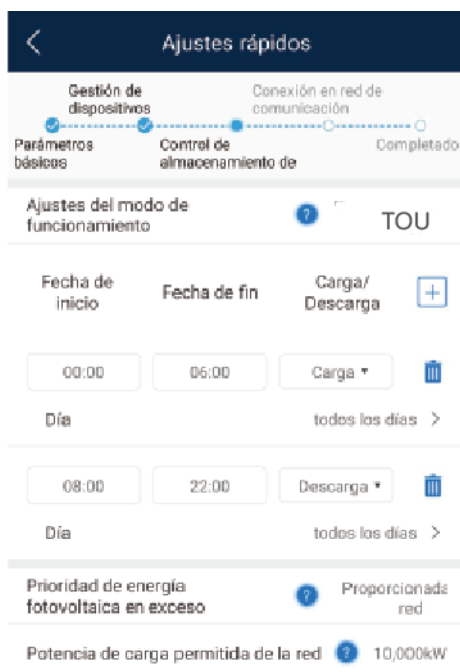 Ajustes rápidos
Gestión de
dispositivos
Conexión en red de
comunicación
Parámetros
básicos
Control de
almacenamiento de
Completado
Ajustes del modo de
funcionamiento
? TOU
Fecha de
inicio
Fecha de fin
Carga/
Descarga
+
00:00 06:00 Carga
Día todos los días >
08:00 22:00 Descarga
Día todos los días >
Prioridad de energía
fotovoltaica en exceso
?
Proporcionada
red
Potencia de carga permitida de la red ? 10,000kW